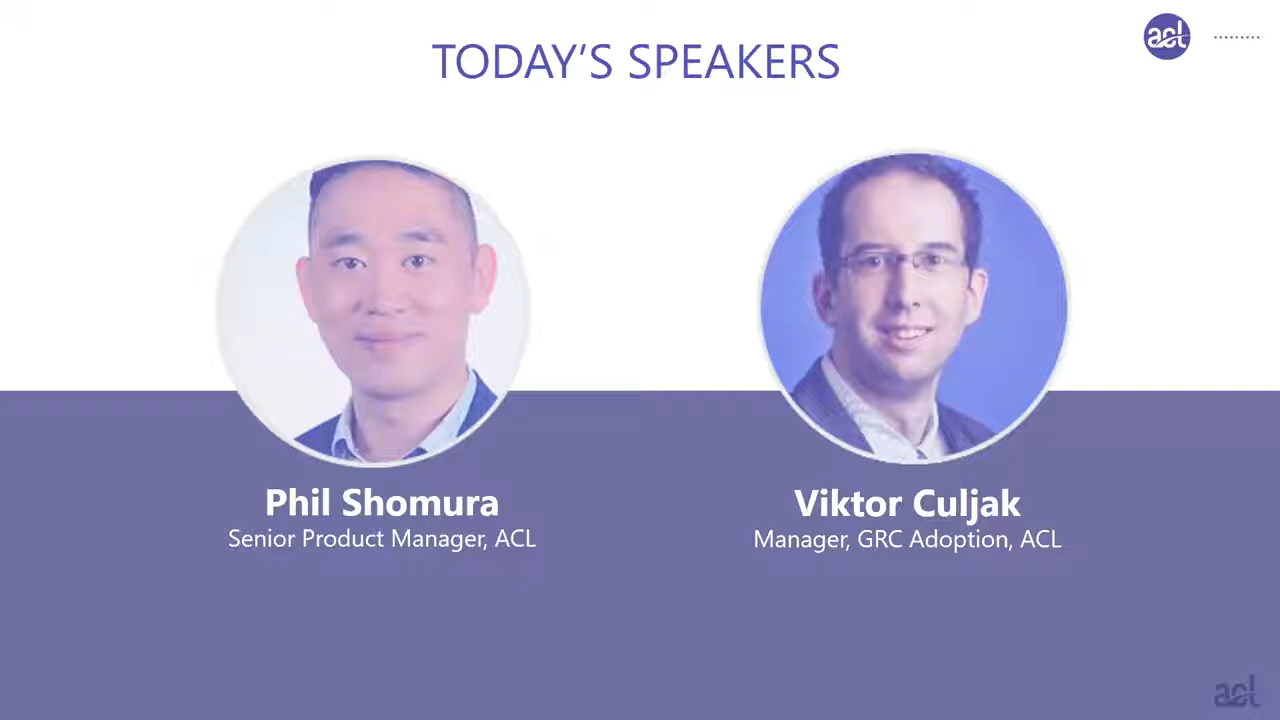 acl
TODAY‘S SPEAKERS
Phil Shomura
Senior Product Manager, ACL
Viktor Culjak
Manager, GRC Adoption, ACL
acl